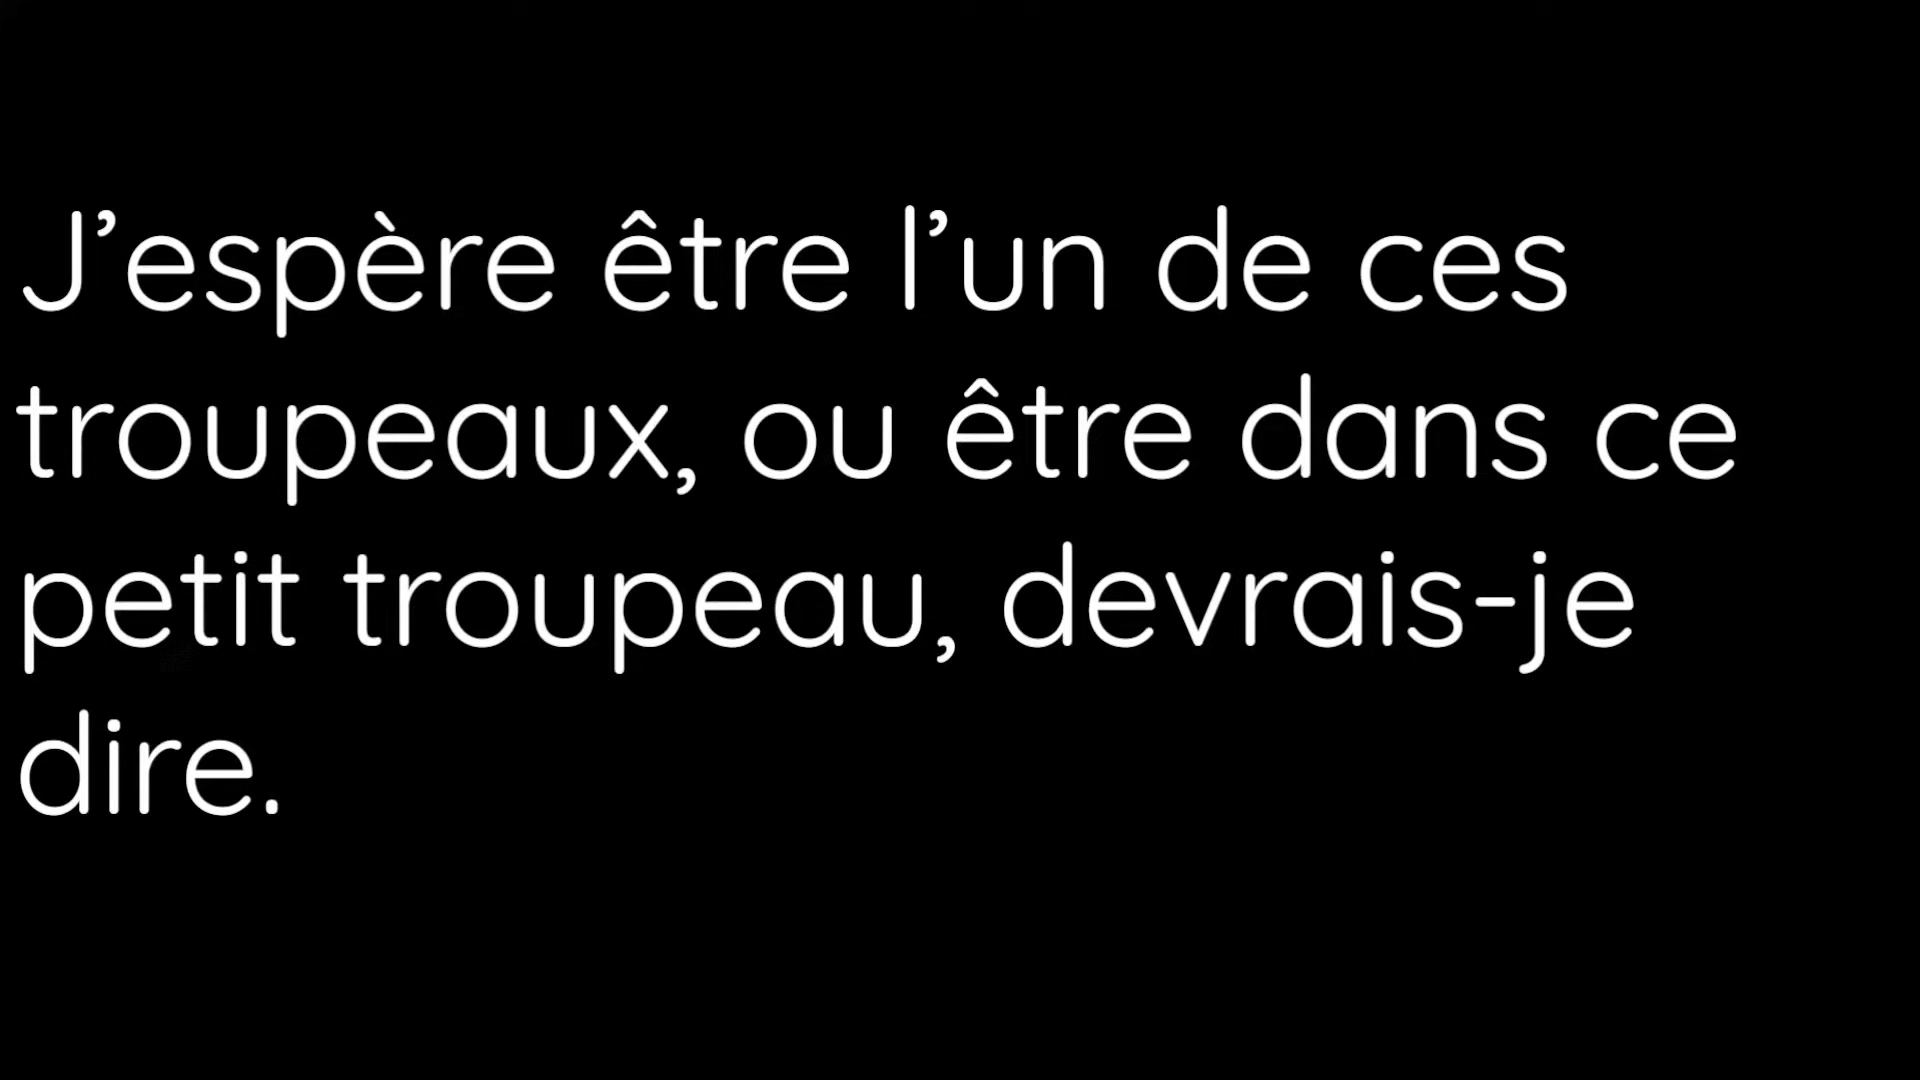 J’espère être l’un de ces
troupeaux, ou être dans ce
petit troupeau, devrais-je
dire.